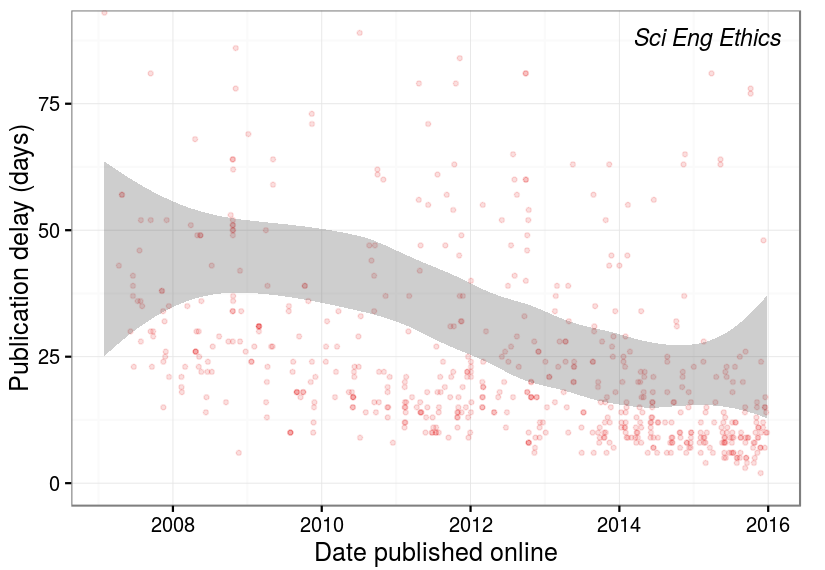 Sci Eng Ethics
Publication delay (days)
75
50
25
0
2008 2010 2012 2014 2016
Date published online